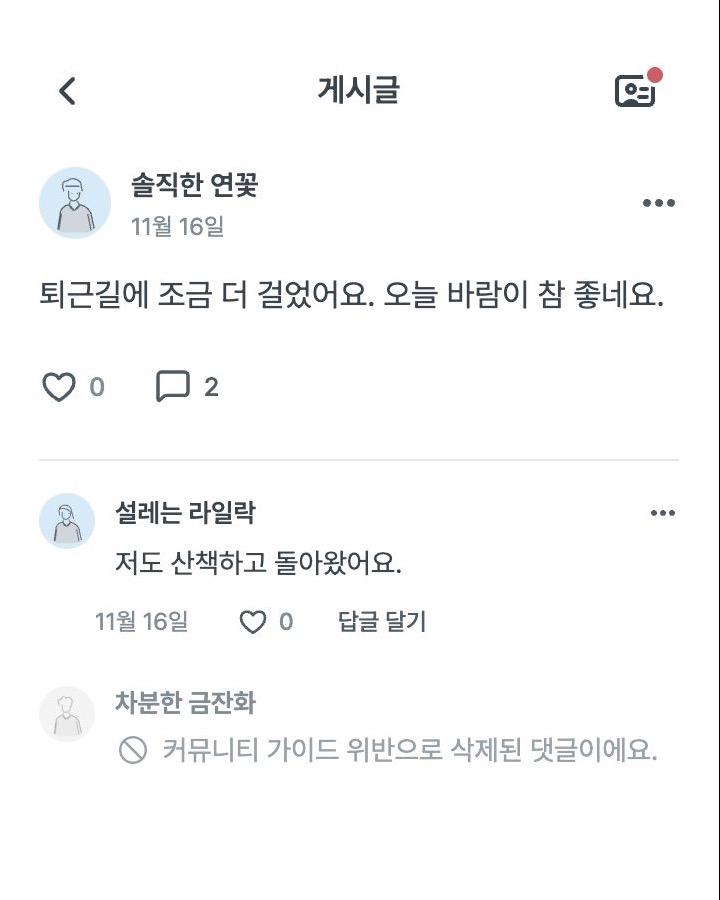 게시글
솔직한 연꽃
11월 16일
퇴근길에 조금 더 걸었어요. 오늘 바람이 참 좋네요.
0 2
설레는 라일락
저도 산책하고 돌아왔어요.
11월 16일 0 답글 달기
차분한 금잔화
커뮤니티 가이드 위반으로 삭제된 댓글이에요.